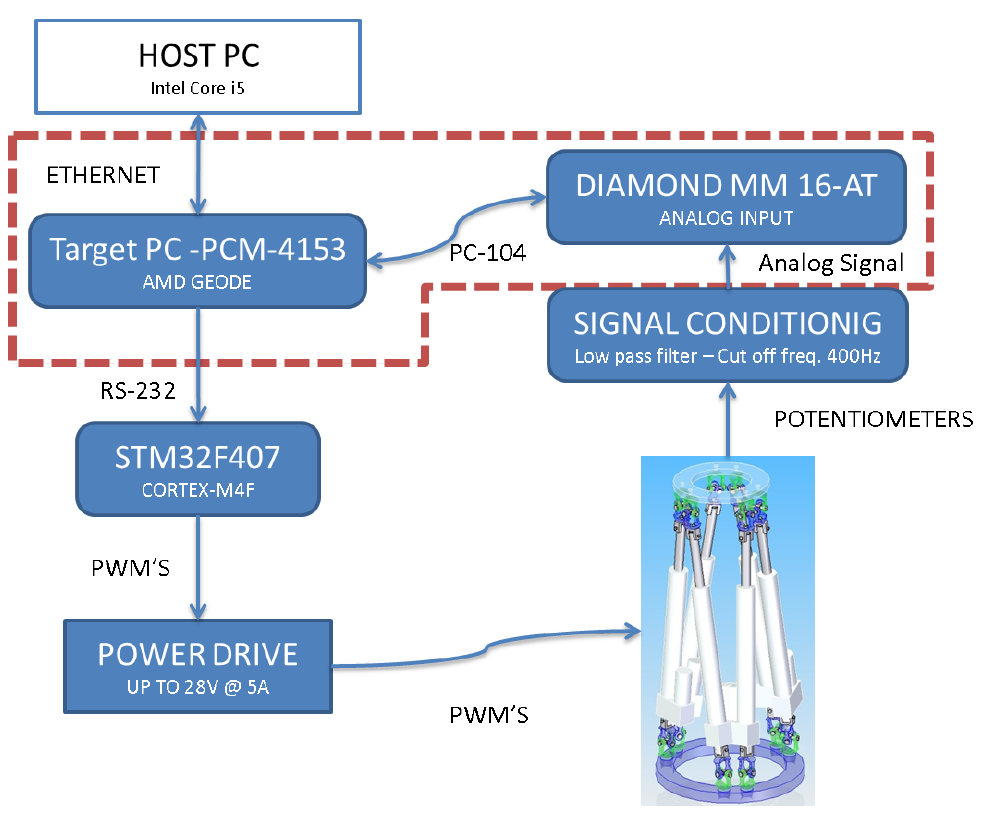 HOST PC
Intel Core i5
ETHERNET
DIAMOND MM 16-AT
ANALOG INPUT
Target PC -PCM-4153
AMD GEODE
PC-104
Analog Signal
SIGNAL CONDITIONIG
Low pass filter – Cut off freq. 400Hz
RS-232
POTENTIOMETERS
STM32F407
CORTEX-M4F
PWM'S
POWER DRIVE
UP TO 28V @ 5A
PWM'S